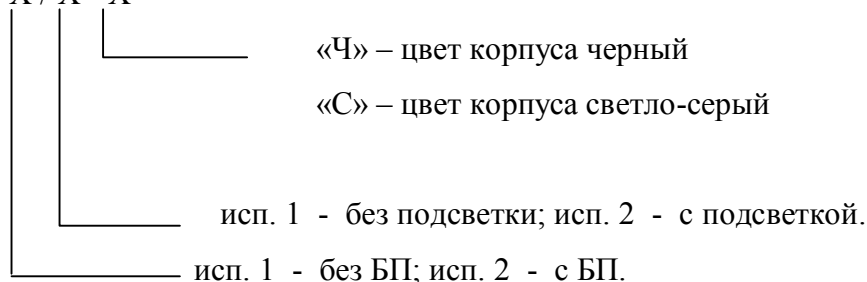 «Ч» – цвет корпуса черный
«С» – цвет корпуса светло-серый
исп. 1 - без подсветки; исп. 2 - с подсветкой.
исп. 1 - без БП; исп. 2 - с БП.